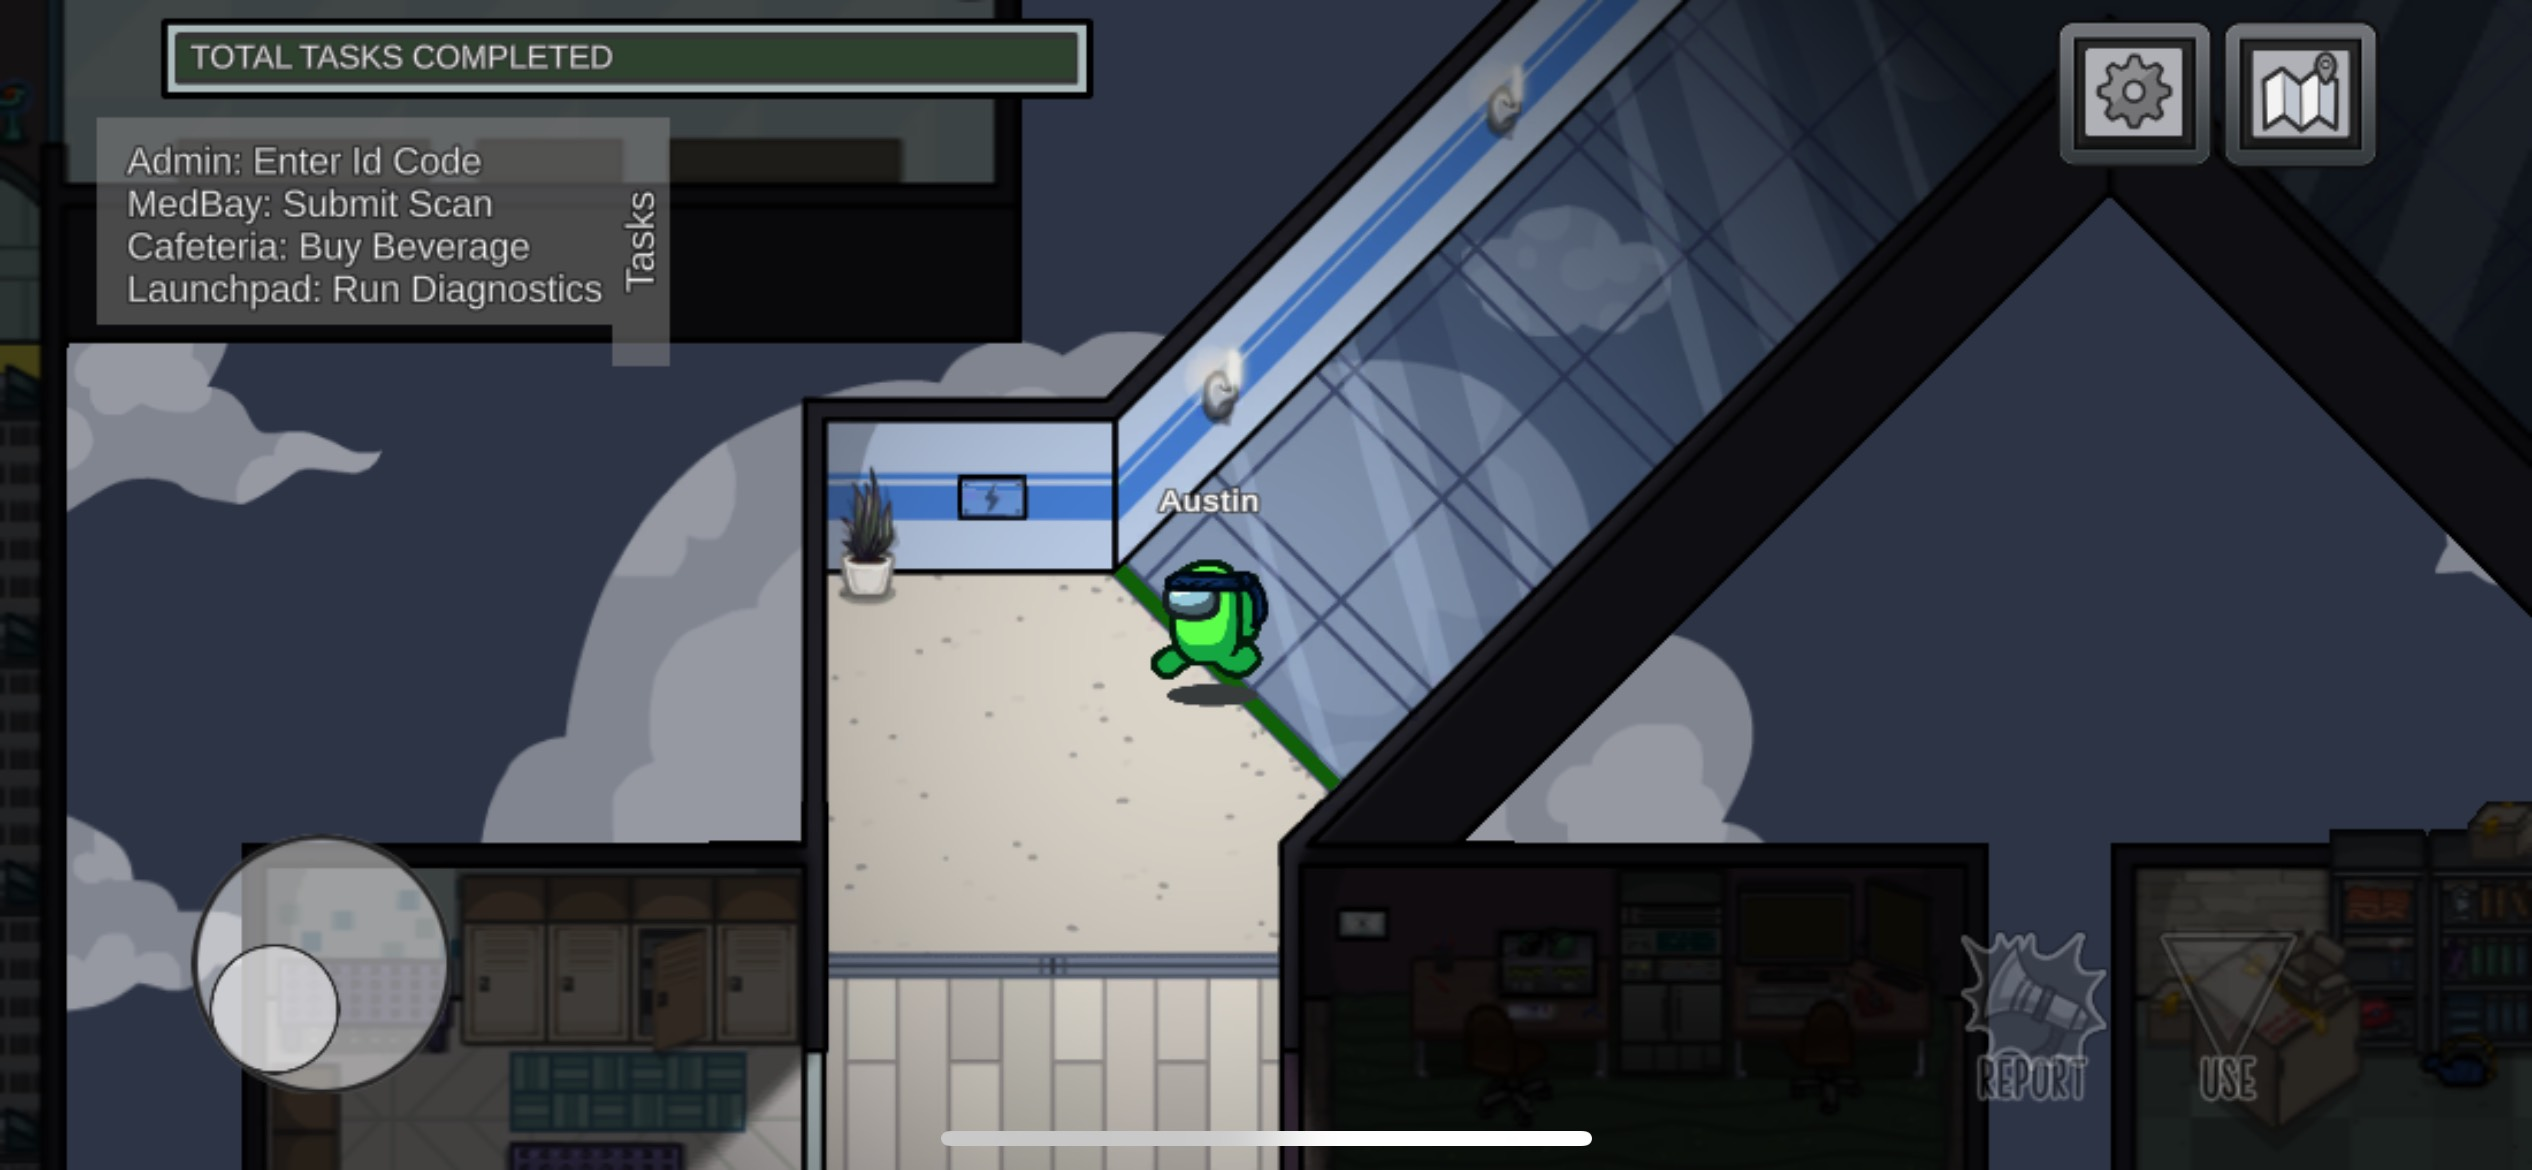 TOTAL TASKS COMPLETED
Admin: Enter Id Code
MedBay: Submit Scan
Cafeteria: Buy Beverage
Launchpad: Run Diagnostics
Tasks
Austin
REPORT
USE